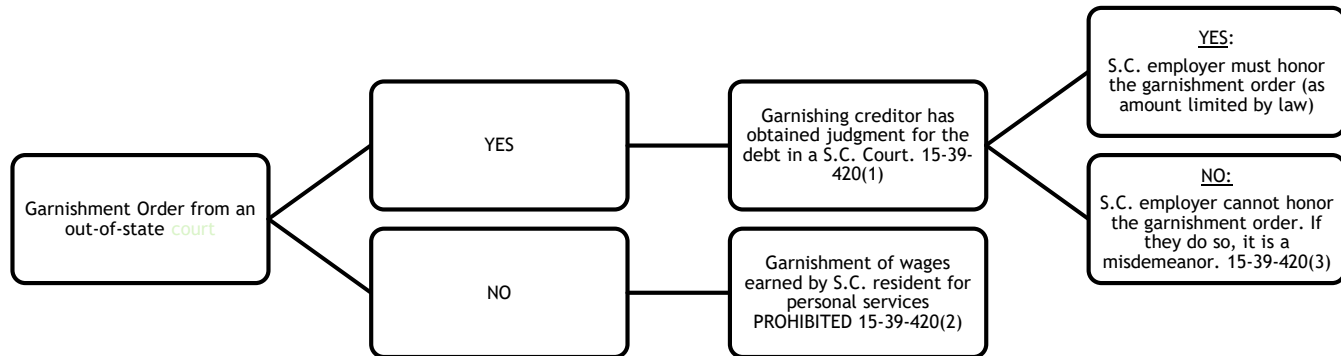 Garnishment Order from an
out-of-state court
YES
NO
Garnishing creditor has
obtained judgment for the
debt in a S.C. Court. 15-39-
420(1)
Garnishment of wages
earned by S.C. resident for
personal services
PROHIBITED 15-39-420(2)
YES:
S.C. employer must honor
the garnishment order (as
amount limited by law)
NO:
S.C. employer cannot honor
the garnishment order. If
they do so, it is a
misdemeanor. 15-39-420(3)